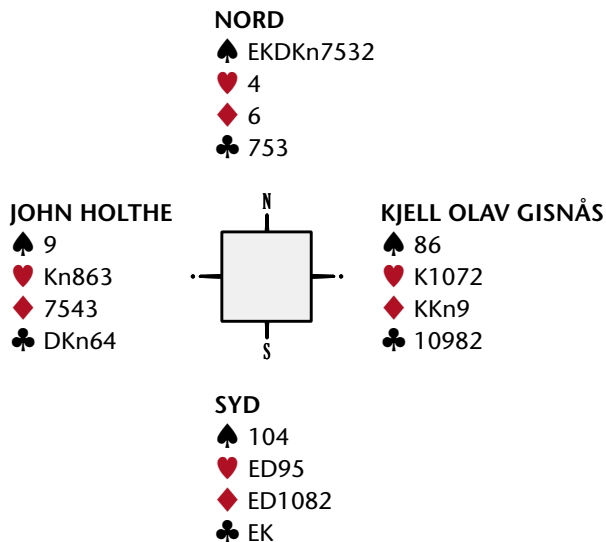 NORD
♠ EKDKn7532
♥ 4
♦ 6
♣ 753
JOHN HOLTHE
♠ 9
♥ Kn863
♦ 7543
♣ DKn64
N
S
KJELL OLAV GISNÅS
♠ 86
♥ K1072
♦ KKn9
♣ 10982
SYD
♠ 104
♥ ED95
♦ ED1082
♣ EK